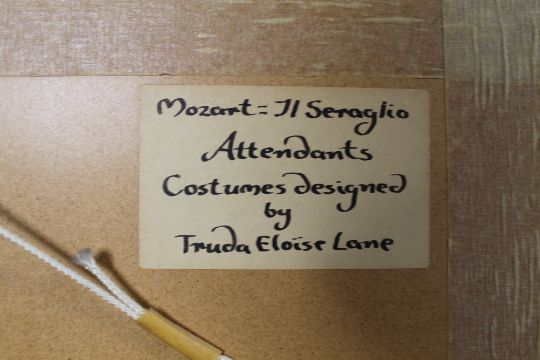 Mozart = Il Seraglio
Attendants
Costumes designed
by
Truda Eloïse Lane